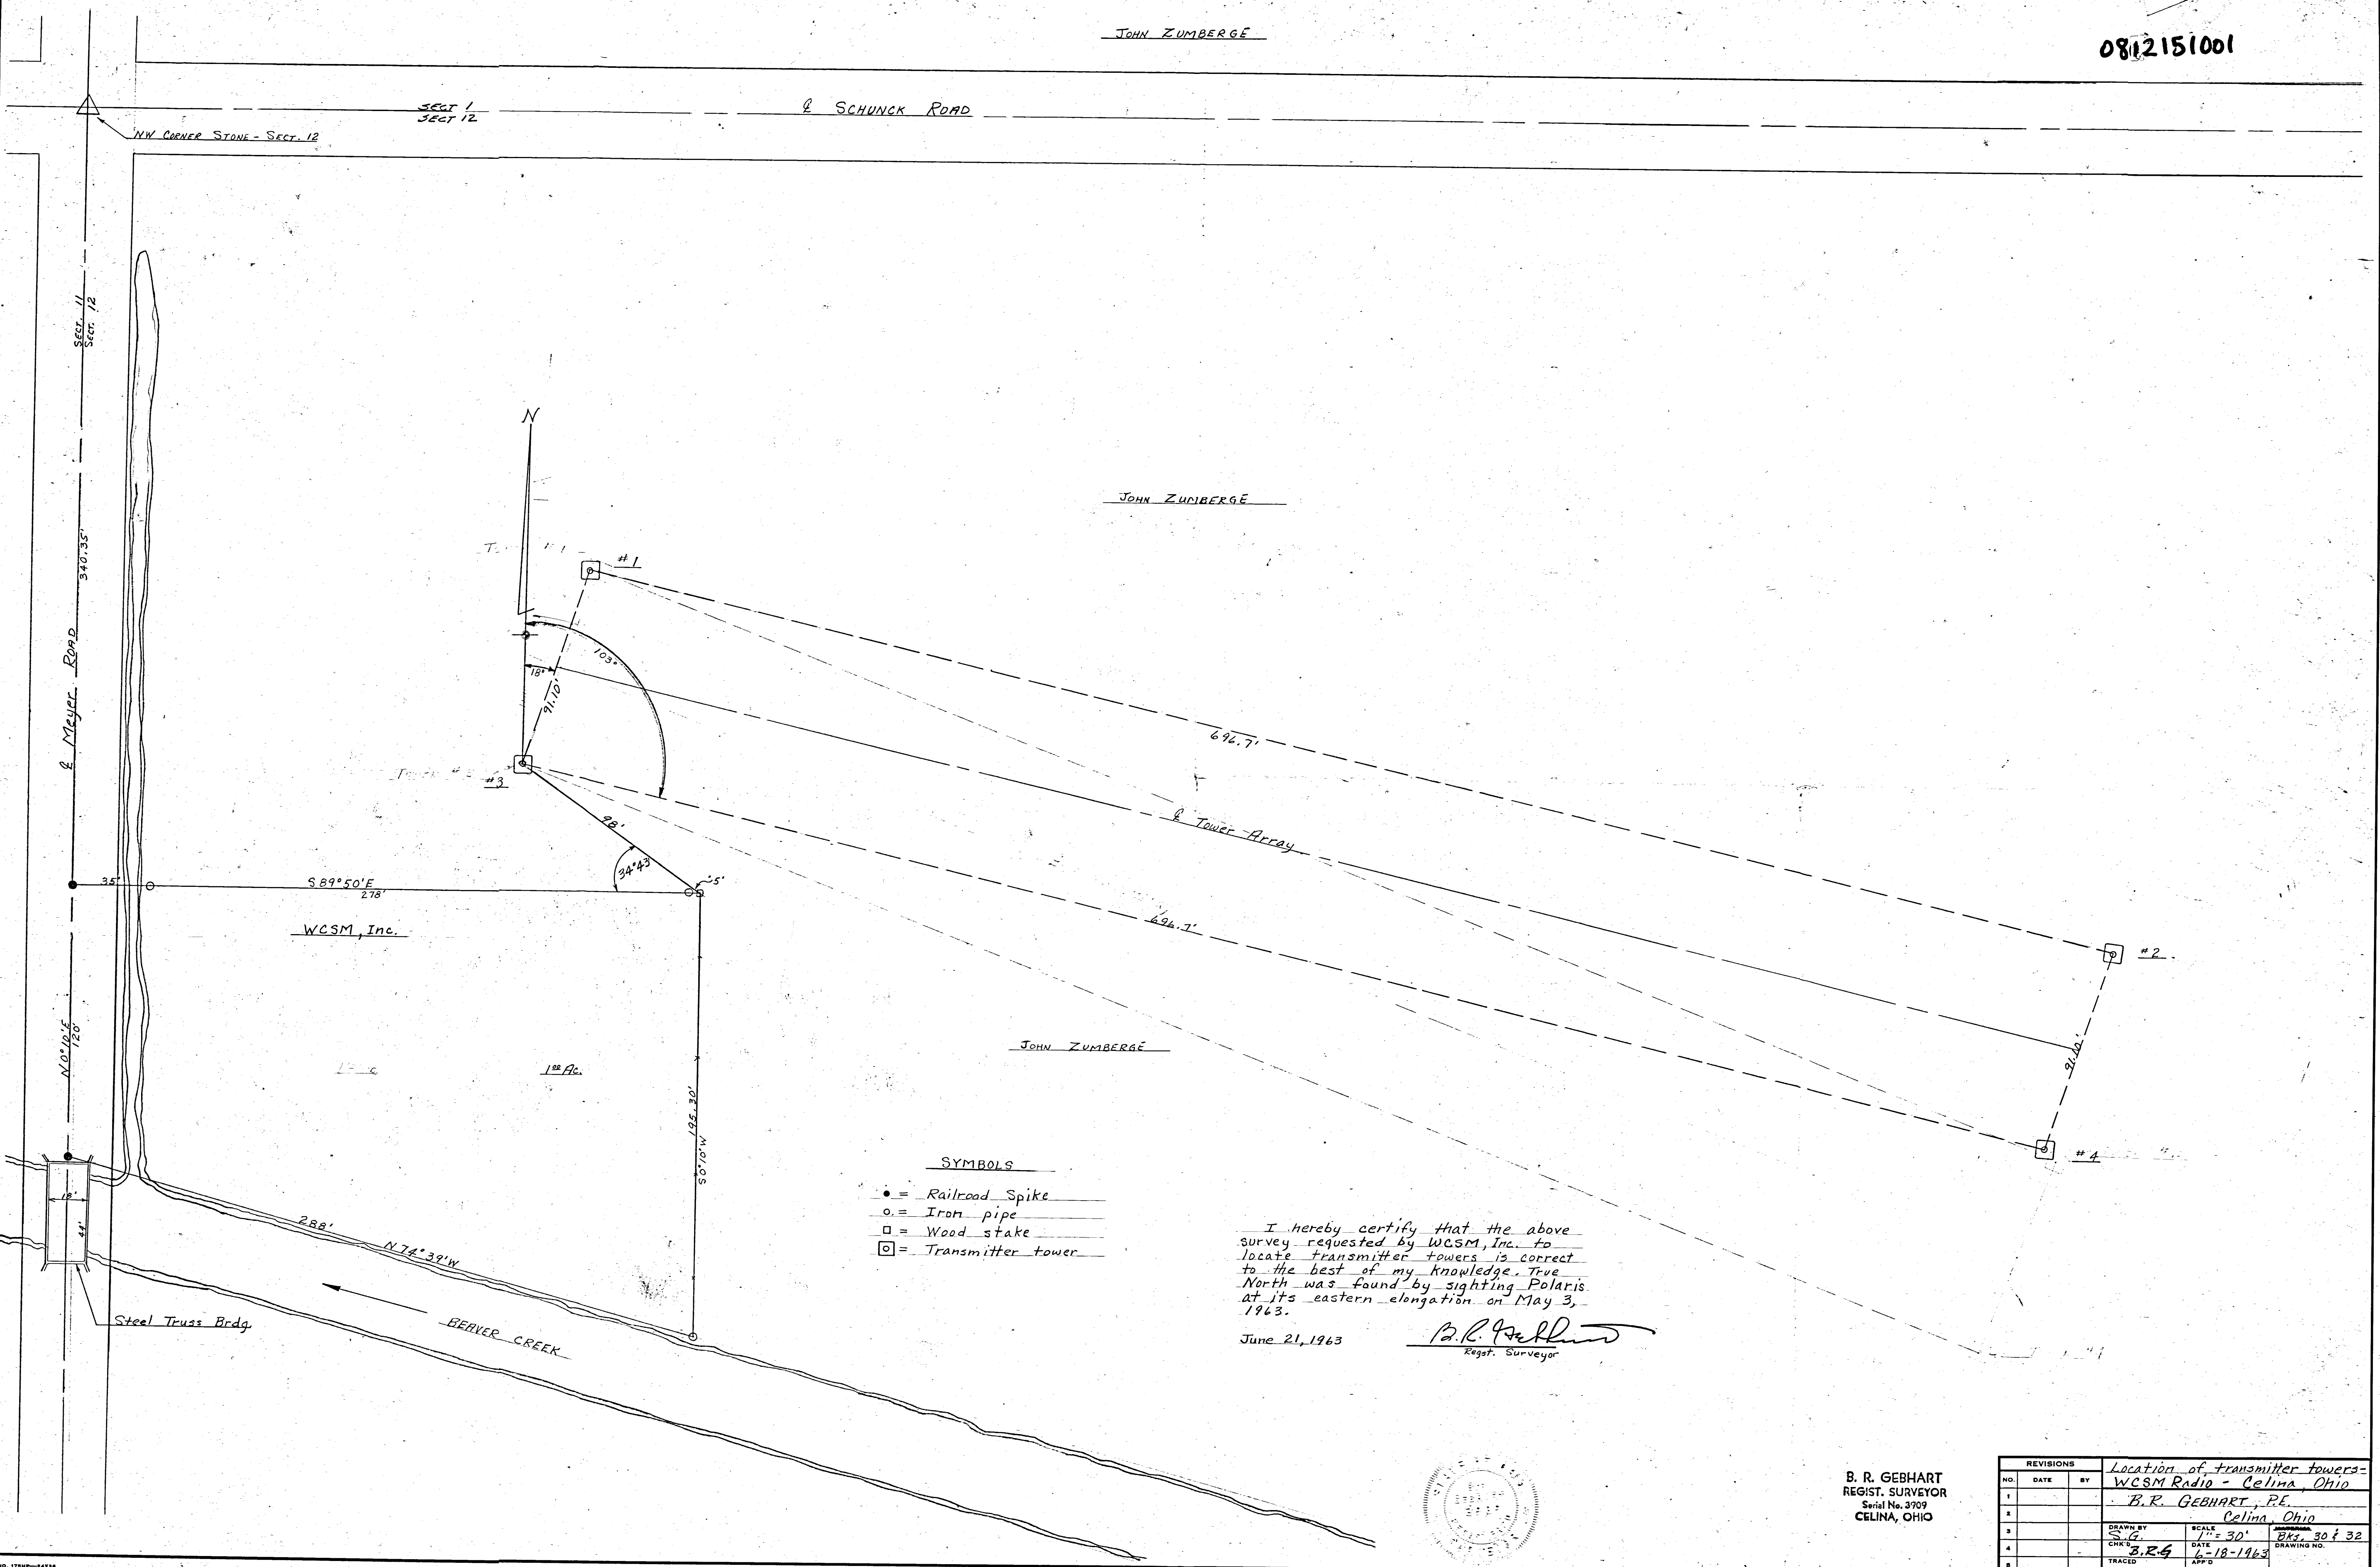 JOHN ZUMBERGE
0812151001
SECT 1
SECT 12
℄ SCHUNCK ROAD
NW CORNER STONE - SECT. 12
SECT. 11
SECT. 12
340.35'
℄ Meyer ROAD
N
JOHN ZUMBERGE
#1
103°
18°
91.10'
#3
696.7'
℄ Tower Array
98'
34°43'
.5'
35'
S 89°50'E
278'
WCSM, Inc.
696.7'
#2
91.10'
#4
N 0°10'E
120'
1.00 Ac.
JOHN ZUMBERGE
195.30'
S 0°10'W
18'
44'
288'
N 74°39'W
Steel Truss Brdg
BEAVER CREEK
SYMBOLS
● = Railroad Spike
o = Iron pipe
□ = Wood stake
⊡ = Transmitter tower
I hereby certify that the above
survey requested by WCSM, Inc. to
locate transmitter towers is correct
to the best of my knowledge. True
North was found by sighting Polaris
at its eastern elongation on May 3,
1963.
June 21, 1963
B.R. Gebhart
Regst. Surveyor
B. R. GEBHART
REGIST. SURVEYOR
Serial No. 3909
CELINA, OHIO
REVISIONS
NO. DATE BY
1
2
3
4
5
Location of transmitter towers-
WCSM Radio - Celina, Ohio
B.R. GEBHART, P.E.
Celina, Ohio
DRAWN BY S.G.
SCALE 1" = 30'
Bks. 30 & 32
CHK'D B.R.G
DATE 6-18-1963
DRAWING NO.
TRACED
APP'D